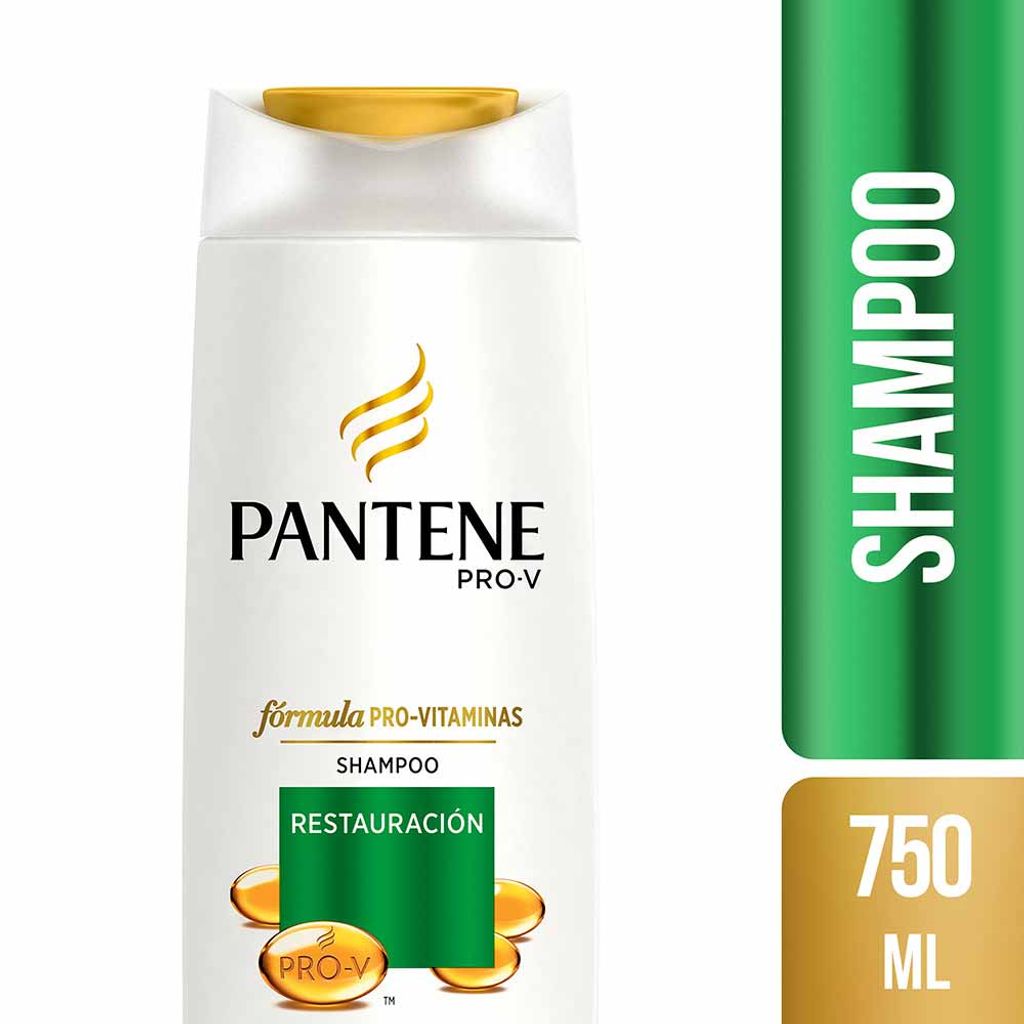 PANTENE
PRO-V
fórmula PRO-VITAMINAS
SHAMPOO
RESTAURACIÓN
PRO-V
TM
SHAMPOO
750
ML